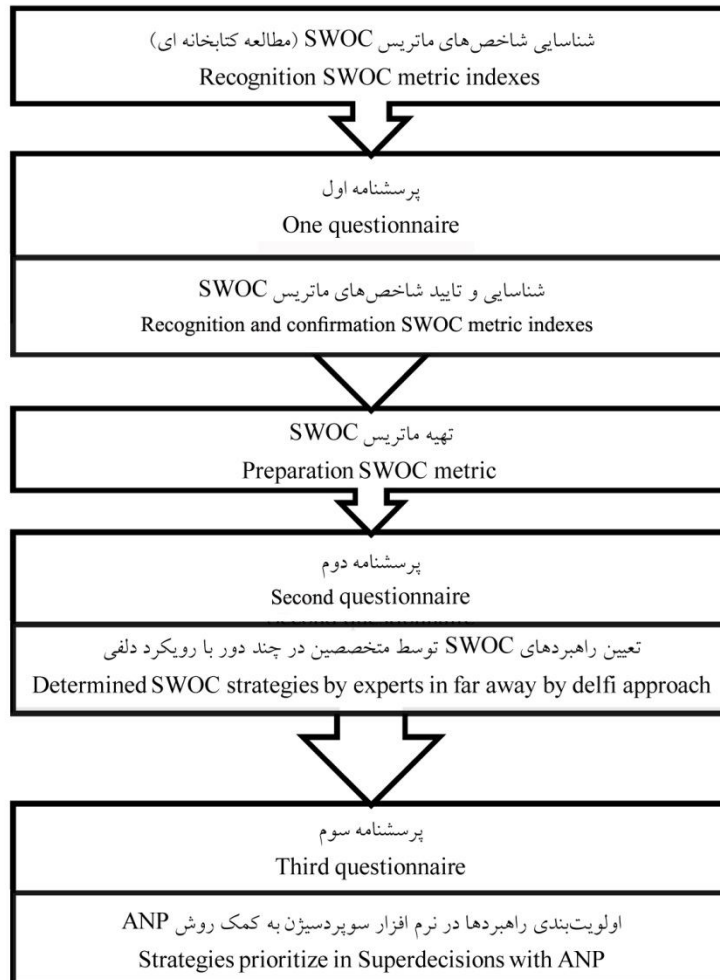 شناسایی شاخص‌های ماتریس SWOC (مطالعه کتابخانه ای)
Recognition SWOC metric indexes
پرسشنامه اول
One questionnaire
شناسایی و تایید شاخص‌های ماتریس SWOC
Recognition and confirmation SWOC metric indexes
تهیه ماتریس SWOC
Preparation SWOC metric
پرسشنامه دوم
Second questionnaire
تعیین راهبردهای SWOC توسط متخصصین در چند دور با رویکرد دلفی
Determined SWOC strategies by experts in far away by delfi approach
پرسشنامه سوم
Third questionnaire
اولویت‌بندی راهبردها در نرم افزار سوپردسیژن به کمک روش ANP
Strategies prioritize in Superdecisions with ANP